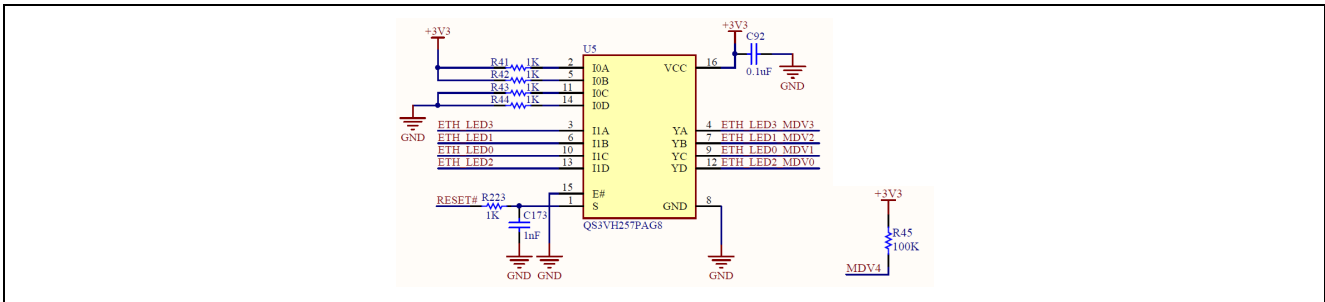 +3V3
+3V3
U5
C92
0.1uF
GND
R41 1K 2 I0A VCC 16
R42 1K 5 I0B
R43 1K 11 I0C
R44 1K 14 I0D
GND
ETH_LED3 3 I1A YA 4 ETH_LED3_MDV3
ETH_LED1 6 I1B YB 7 ETH_LED1_MDV2
ETH_LED0 10 I1C YC 9 ETH_LED0_MDV1
ETH_LED2 13 I1D YD 12 ETH_LED2_MDV0
15 E#
RESET# R223 1K 1 S GND 8
C173
1nF
QS3VH257PAG8
GND
GND
GND
+3V3
R45
100K
MDV4